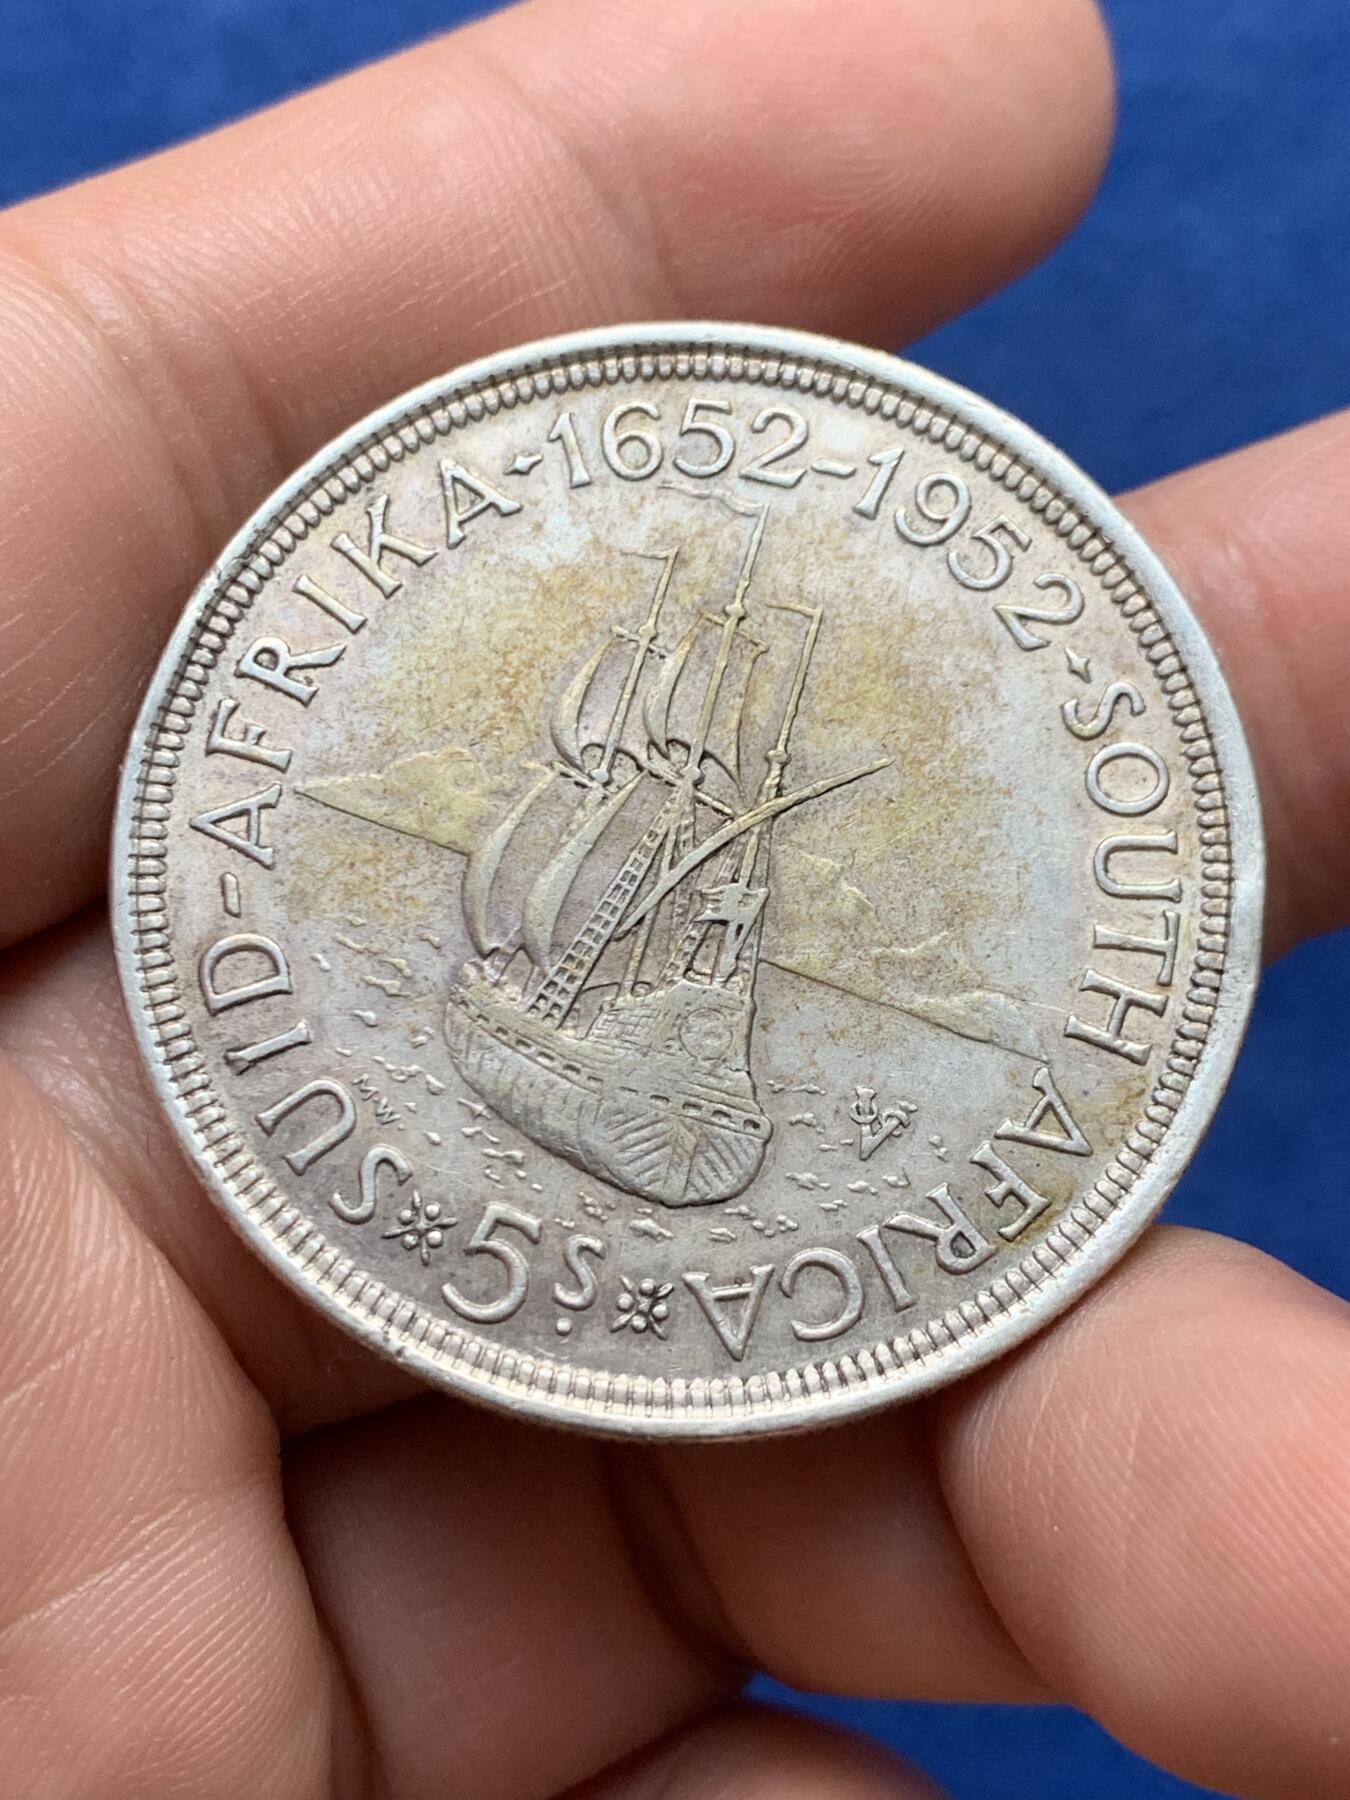 SUID-AFRIKA·1652-1952·SOUTH AFRICA
5s.
M.W.